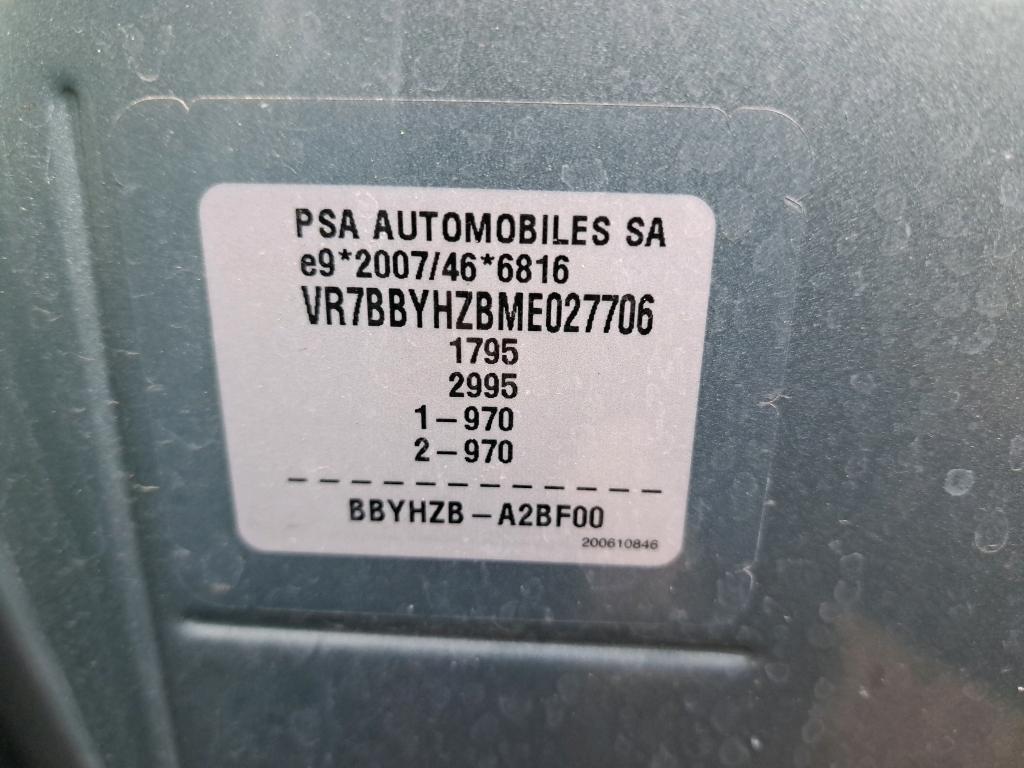 PSA AUTOMOBILES SA
e9*2007/46*6816
VR7BBYHZBME027706
1795
2995
1-970
2-970
BBYHZB-A2BF00
200610846